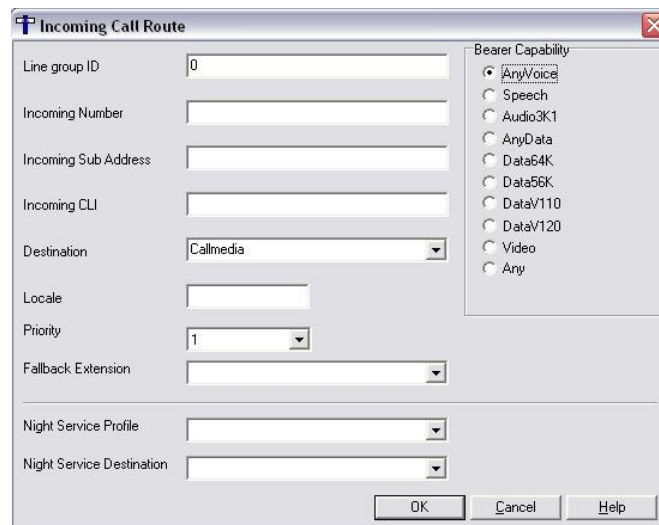 Incoming Call Route
Line group ID 0
Incoming Number
Incoming Sub Address
Incoming CLI
Destination Callmedia
Locale
Priority 1
Fallback Extension
Night Service Profile
Night Service Destination
Bearer Capability
AnyVoice
Speech
Audio3K1
AnyData
Data64K
Data56K
DataV110
DataV120
Video
Any
OK Cancel Help